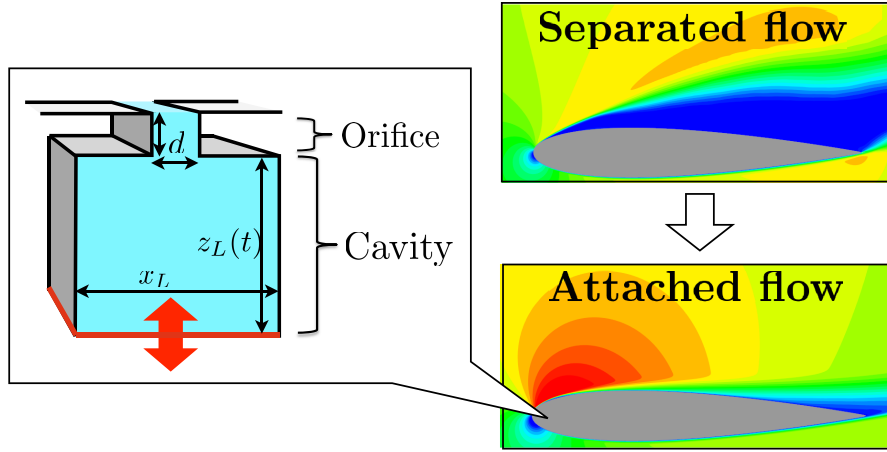 Separated flow
d
Orifice
z_L(t)
Cavity
x_L
Attached flow